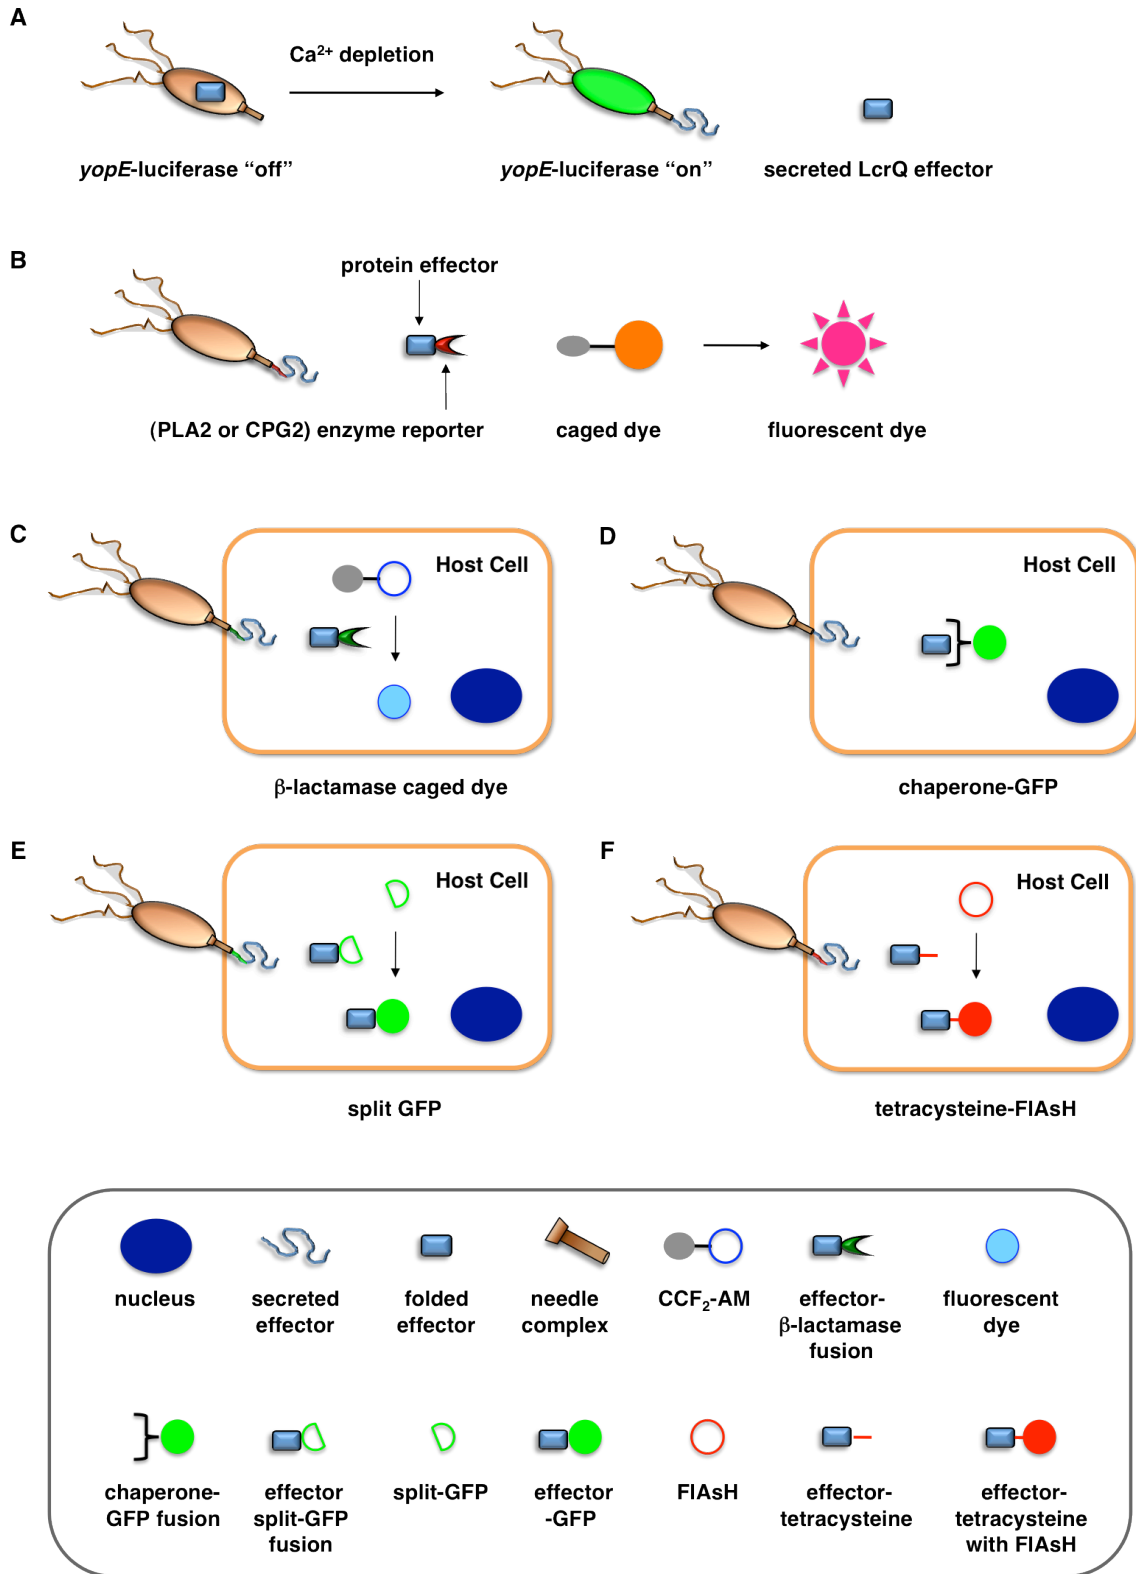 A
Ca2+ depletion
yopE-luciferase “off”
yopE-luciferase “on”
secreted LcrQ effector
B
protein effector
(PLA2 or CPG2) enzyme reporter
caged dye
fluorescent dye
C
Host Cell
β-lactamase caged dye
D
Host Cell
chaperone-GFP
E
Host Cell
split GFP
F
Host Cell
tetracysteine-FlAsH
nucleus
secreted
effector
folded
effector
needle
complex
CCF2-AM
effector-
β-lactamase
fusion
fluorescent
dye
chaperone-
GFP fusion
effector
split-GFP
fusion
split-GFP
effector
-GFP
FlAsH
effector-
tetracysteine
effector-
tetracysteine
with FlAsH